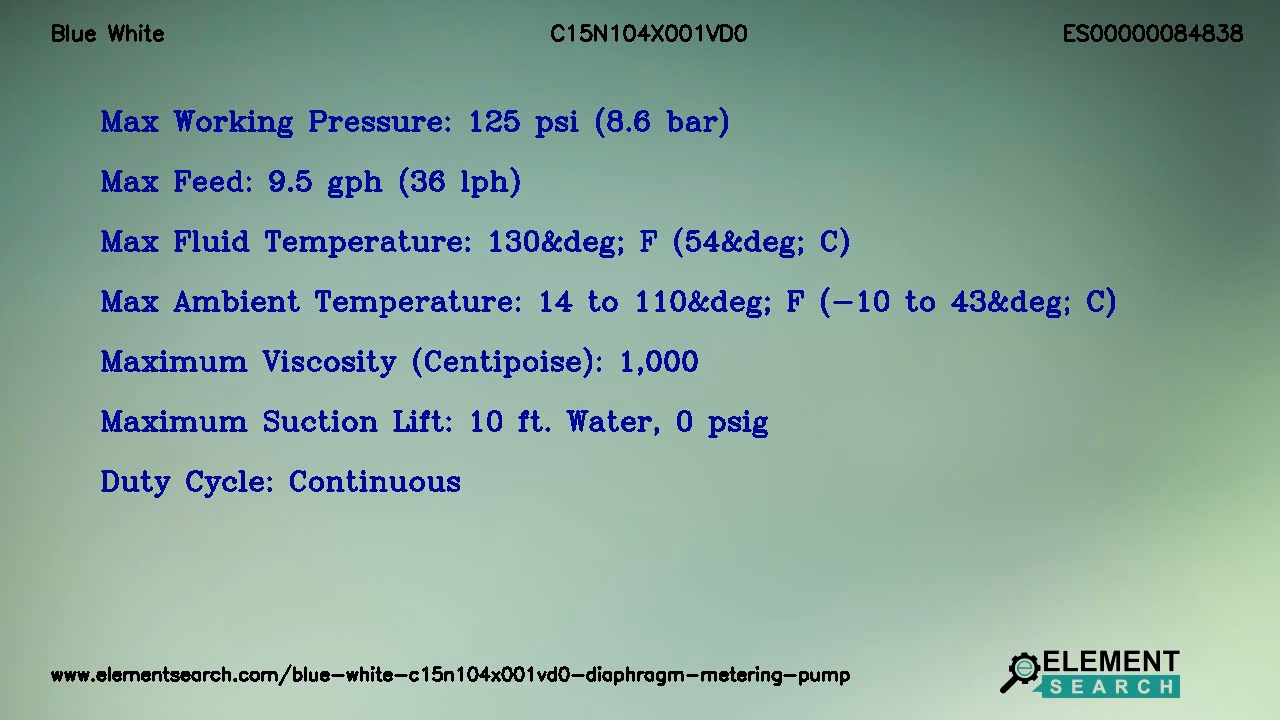 Blue White C15N104X001VD0 ES00000084838
Max Working Pressure: 125 psi (8.6 bar)
Max Feed: 9.5 gph (36 lph)
Max Fluid Temperature: 130&deg; F (54&deg; C)
Max Ambient Temperature: 14 to 110&deg; F (-10 to 43&deg; C)
Maximum Viscosity (Centipoise): 1,000
Maximum Suction Lift: 10 ft. Water, 0 psig
Duty Cycle: Continuous
www.elementsearch.com/blue-white-c15n104x001vd0-diaphragm-metering-pump
ELEMENT
SEARCH